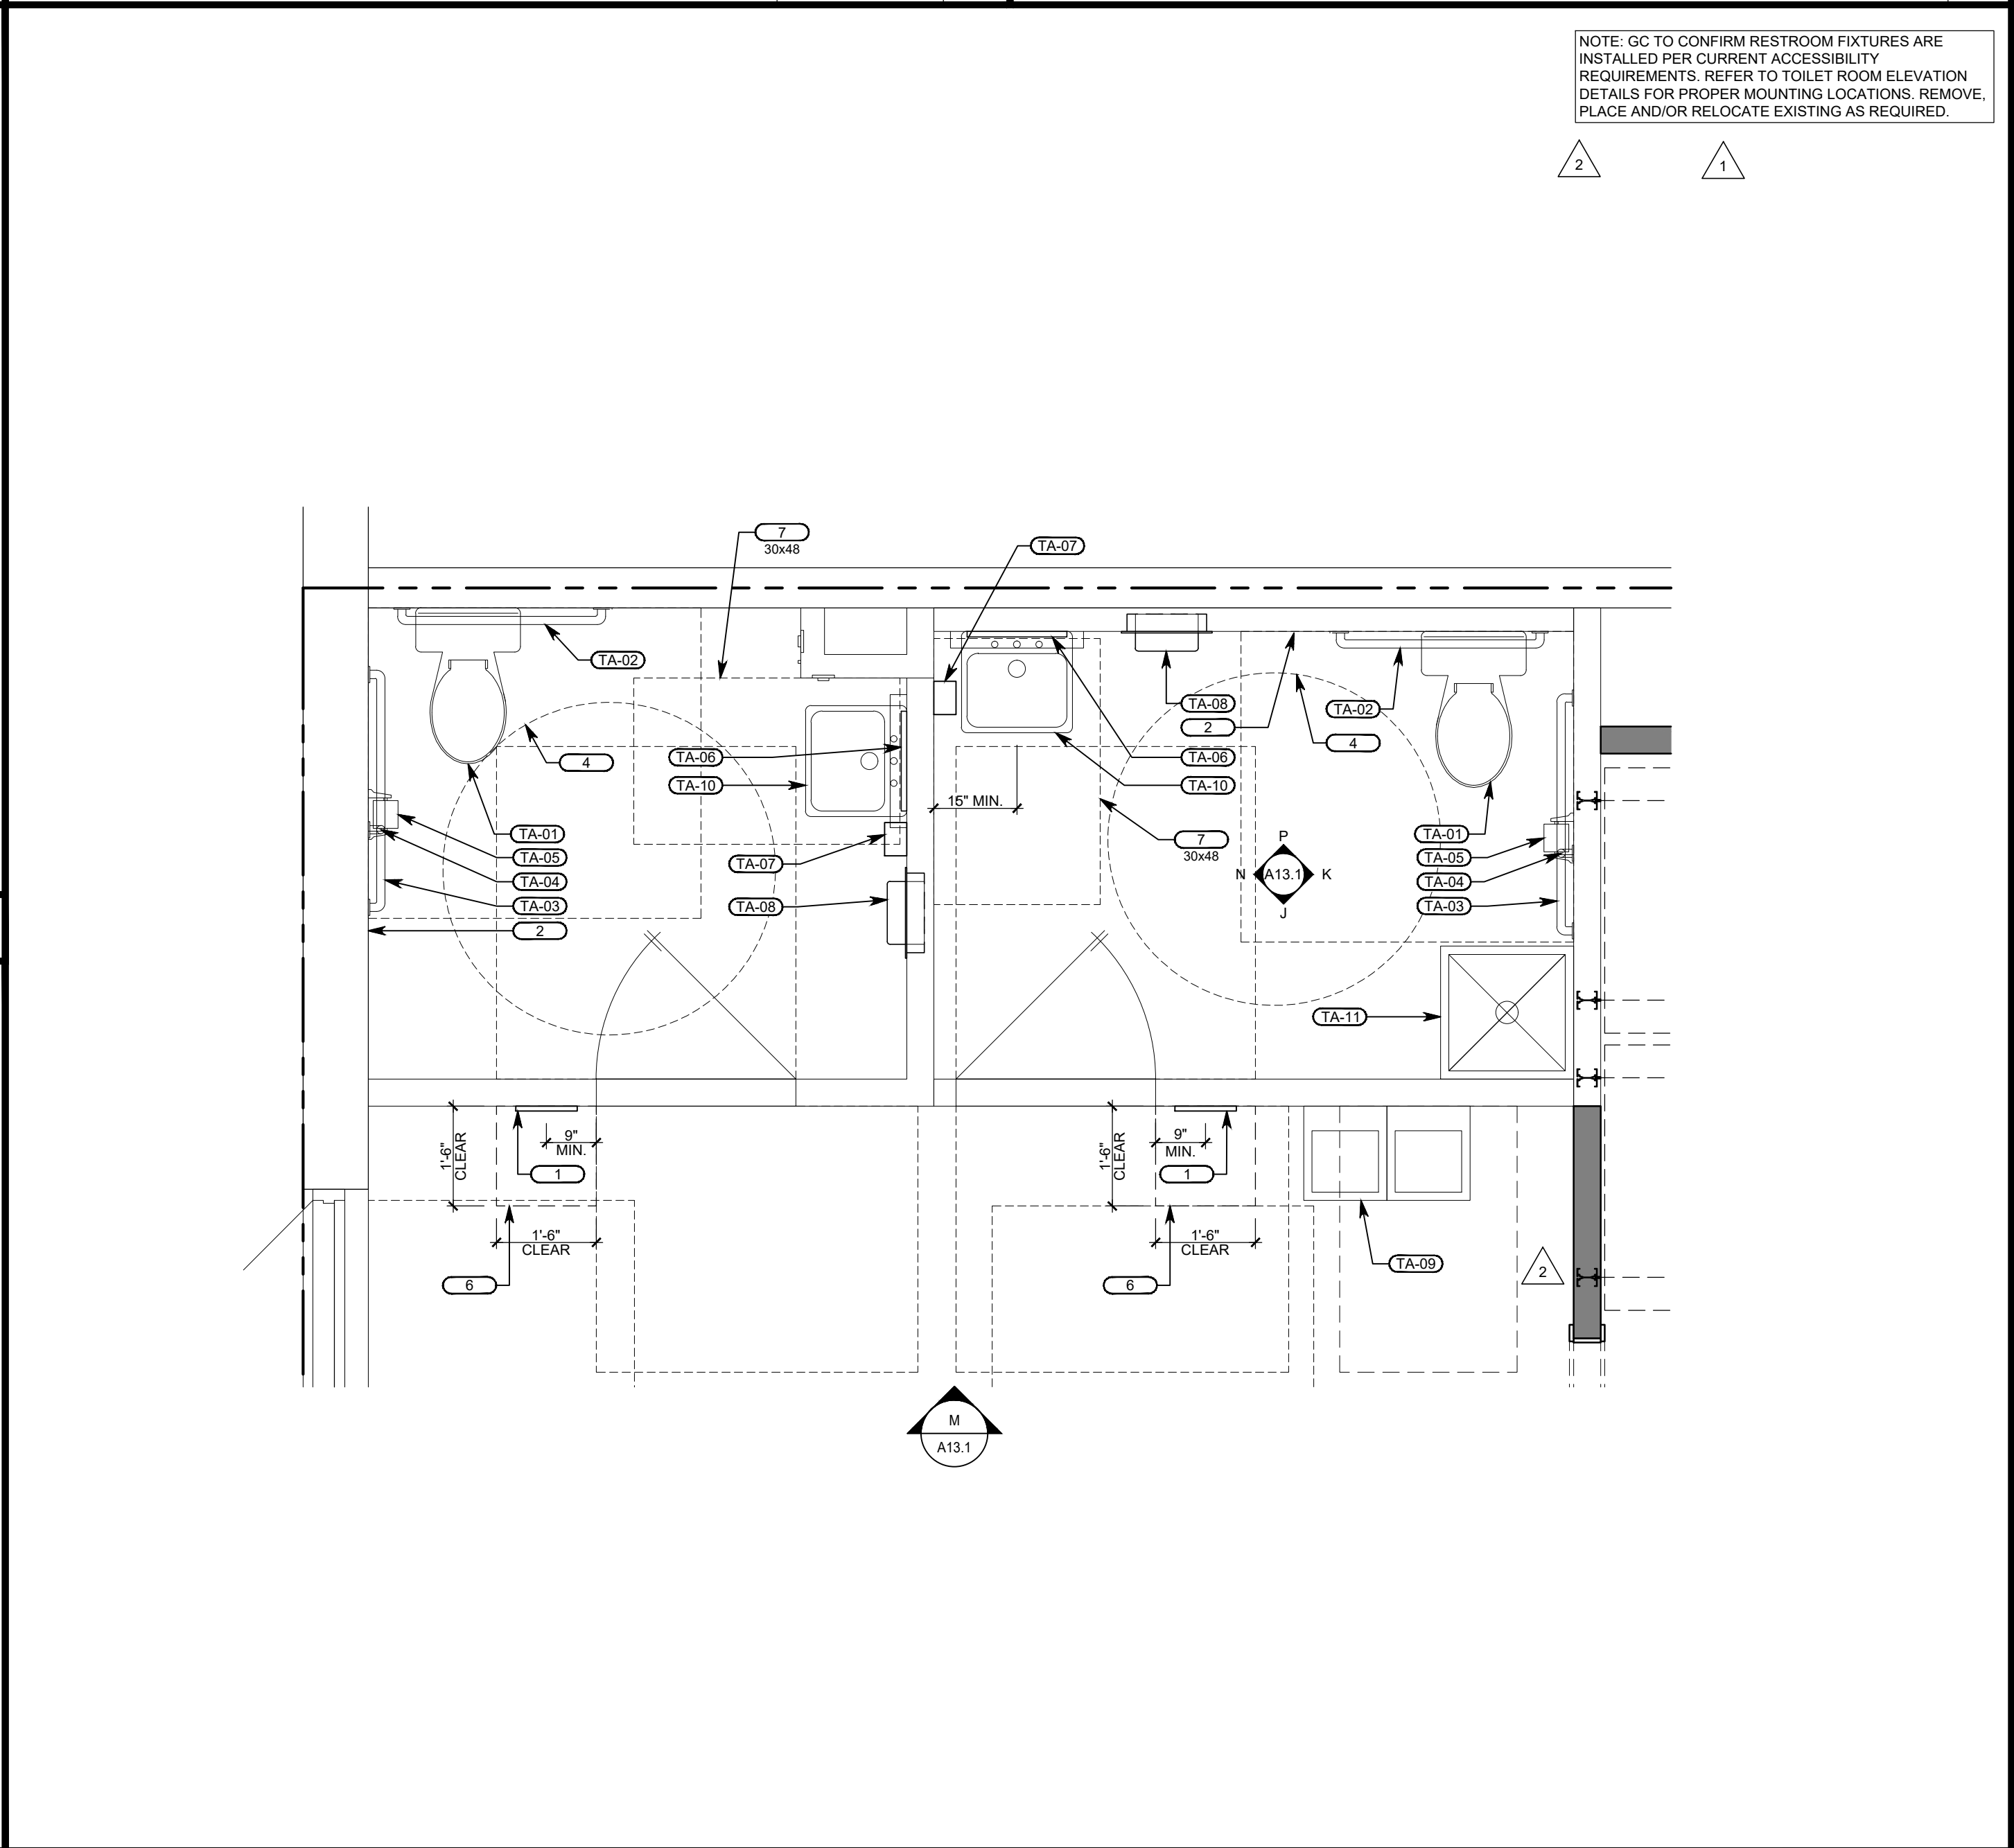 NOTE: GC TO CONFIRM RESTROOM FIXTURES ARE
INSTALLED PER CURRENT ACCESSIBILITY
REQUIREMENTS. REFER TO TOILET ROOM ELEVATION
DETAILS FOR PROPER MOUNTING LOCATIONS. REMOVE,
PLACE AND/OR RELOCATE EXISTING AS REQUIRED.
2
1
7
30x48
TA-07
TA-02
TA-08
2
TA-02
4
4
TA-06
TA-10
TA-06
TA-10
15" MIN.
TA-01
TA-05
TA-04
TA-03
2
TA-07
TA-08
7
30x48
P
N
A13.1
K
J
TA-01
TA-05
TA-04
TA-03
TA-11
1'-6"
CLEAR
9"
MIN.
1
1'-6"
CLEAR
6
1'-6"
CLEAR
9"
MIN.
1
1'-6"
CLEAR
6
TA-09
2
M
A13.1